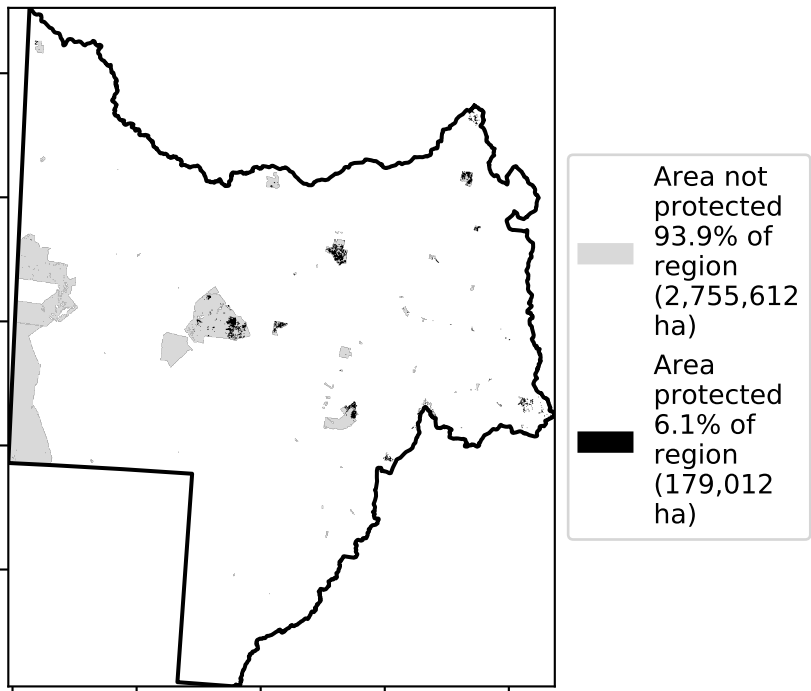 Area not
protected
93.9% of
region
(2,755,612
ha)
Area
protected
6.1% of
region
(179,012
ha)